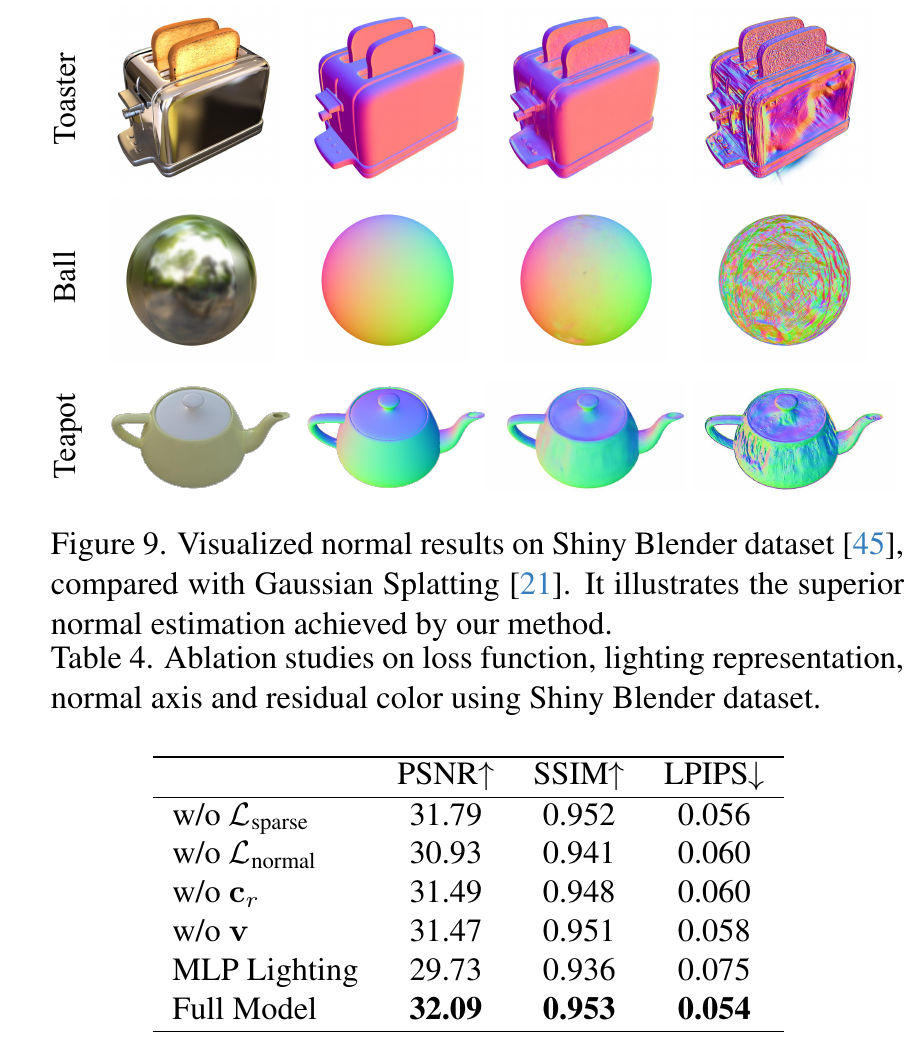 Toaster
Ball
Teapot
Figure 9. Visualized normal results on Shiny Blender dataset [45],
compared with Gaussian Splatting [21]. It illustrates the superior
normal estimation achieved by our method.
Table 4. Ablation studies on loss function, lighting representation,
normal axis and residual color using Shiny Blender dataset.
PSNR↑ SSIM↑ LPIPS↓
w/o ℒsparse 31.79 0.952 0.056
w/o ℒnormal 30.93 0.941 0.060
w/o cr 31.49 0.948 0.060
w/o v 31.47 0.951 0.058
MLP Lighting 29.73 0.936 0.075
Full Model 32.09 0.953 0.054